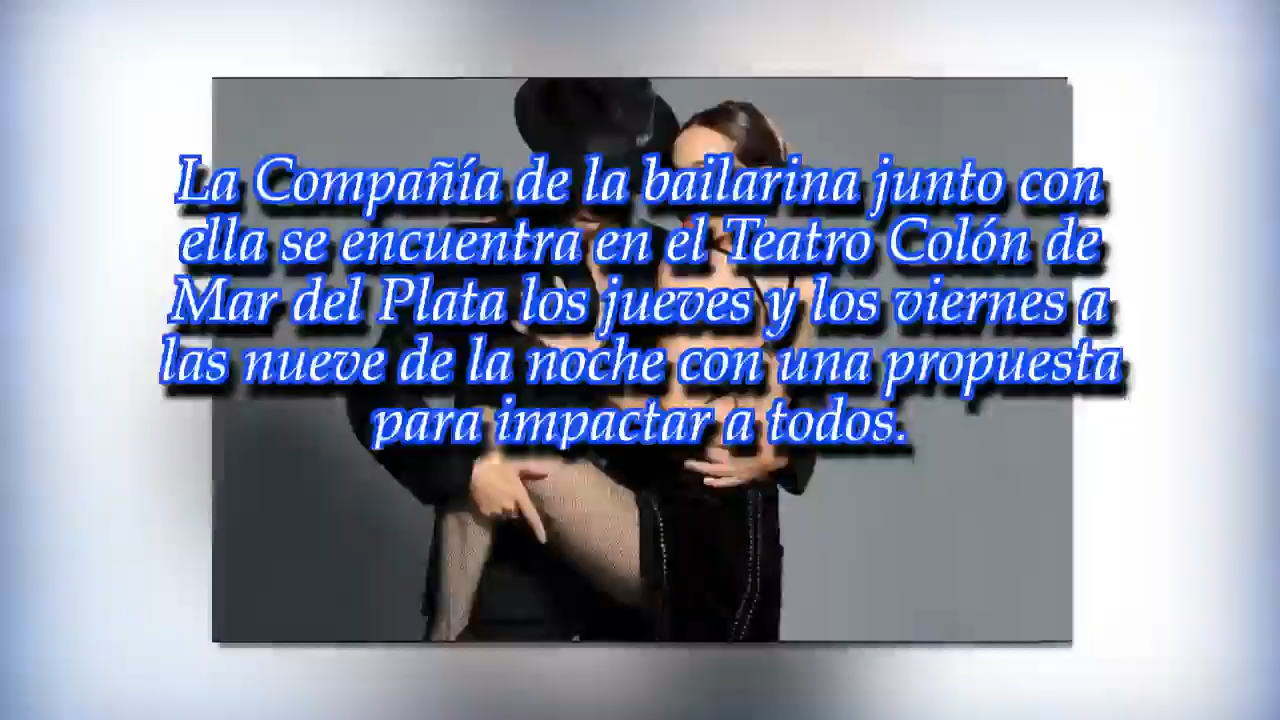 La Compañía de la bailarina junto con
ella se encuentra en el Teatro Colón de
Mar del Plata los jueves y los viernes a
las nueve de la noche con una propuesta
para impactar a todos.